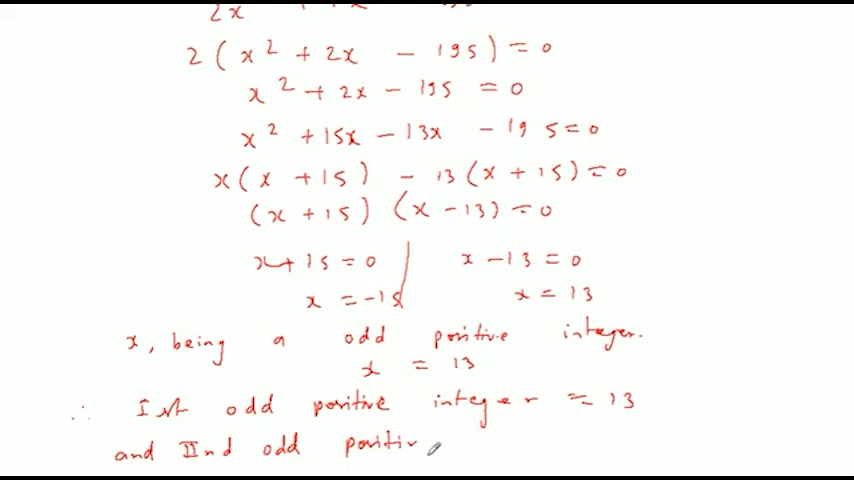 2x
2 ( x² + 2x - 195 ) = 0
x² + 2x - 195 = 0
x² + 15x - 13x - 195 = 0
x ( x + 15 ) - 13 ( x + 15 ) = 0
( x + 15 ) ( x - 13 ) = 0
x + 15 = 0 | x - 13 = 0
x = -15 x = 13
x, being a odd positive integer.
x = 13
∴ Ist odd positive integer = 13
and IInd odd positiv